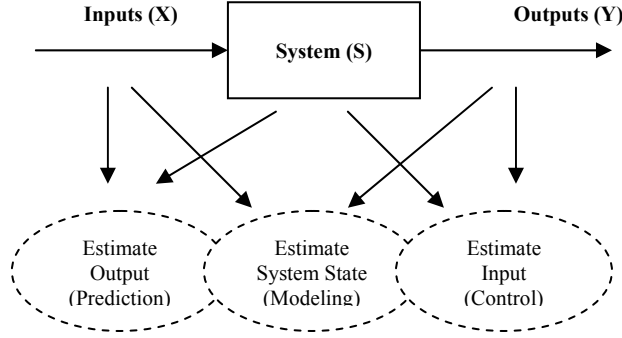 Inputs (X)
Outputs (Y)
System (S)
Estimate
Output
(Prediction)
Estimate
System State
(Modeling)
Estimate
Input
(Control)